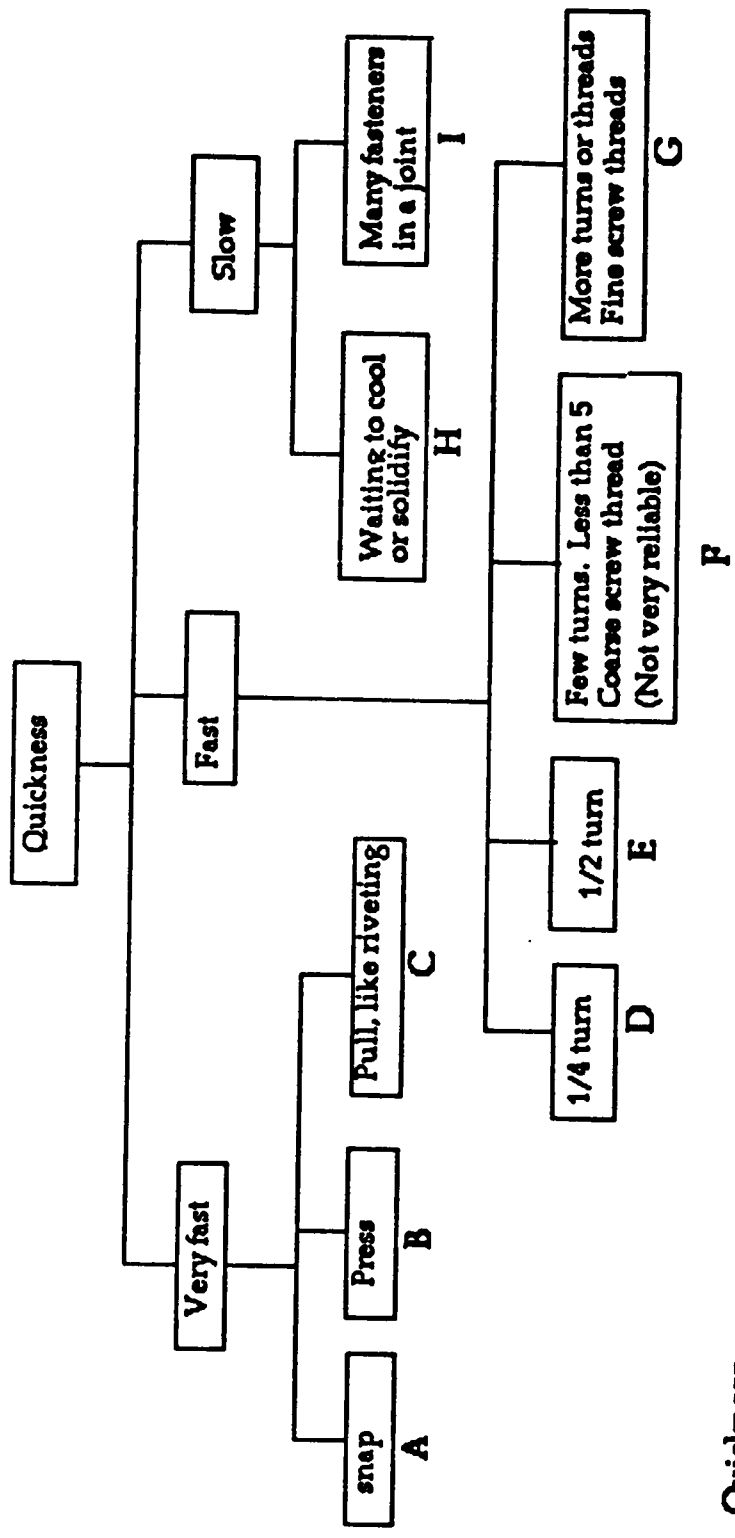 Quickness
Very fast
Fast
Slow
snap
Press
Pull, like riveting
Waiting to cool
or solidify
Many fasteners
in a joint
A
B
C
H
I
1/4 turn
1/2 turn
Few turns. Less than 5
Coarse screw thread
(Not very reliable)
More turns or threads
Fine screw threads
D
E
F
G